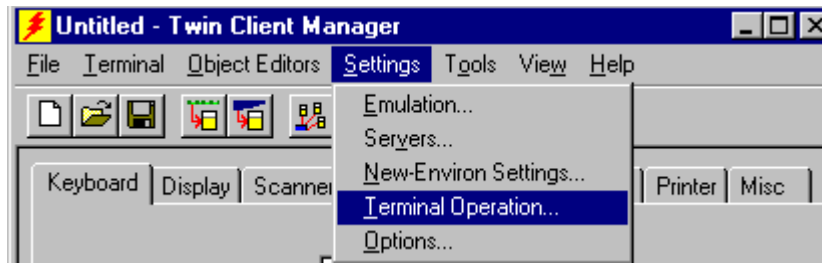 Untitled - Twin Client Manager
File Terminal Object Editors Settings Tools View Help
Emulation...
Servers...
New-Environ Settings...
Terminal Operation...
Options...
Keyboard Display Scanner Printer Misc